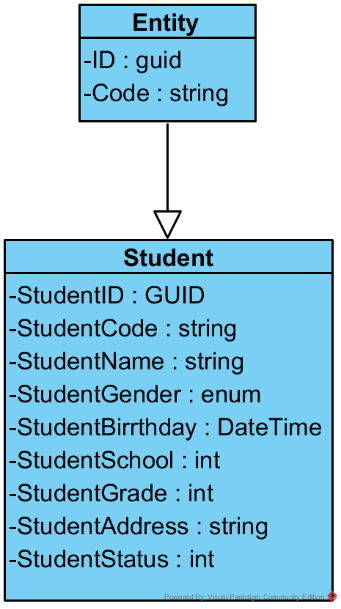 Entity
-ID : guid
-Code : string
Student
-StudentID : GUID
-StudentCode : string
-StudentName : string
-StudentGender : enum
-StudentBirrthday : DateTime
-StudentSchool : int
-StudentGrade : int
-StudentAddress : string
-StudentStatus : int
Powered By Visual Paradigm Community Edition